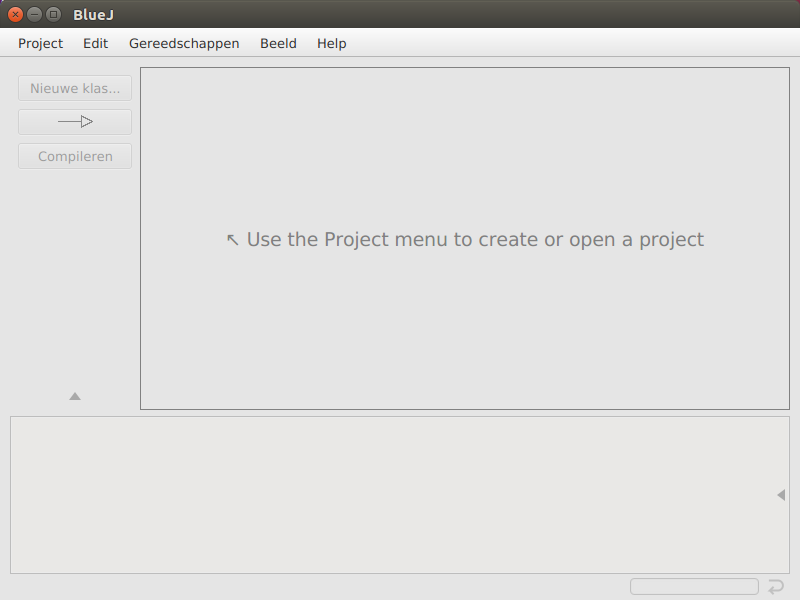 BlueJ
Project Edit Gereedschappen Beeld Help
Nieuwe klas...
Compileren
↖ Use the Project menu to create or open a project